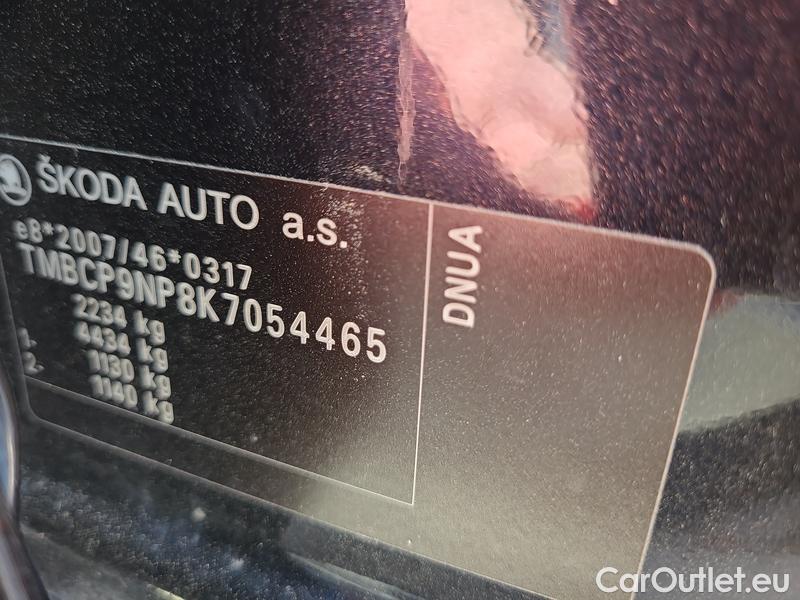 ŠKODA AUTO a.s.
e8*2007/46*0317
TMBCP9NP8K7054465
2234 kg
4434 kg
1. 1130 kg
2. 1140 kg
DNUA
CarOutlet.eu